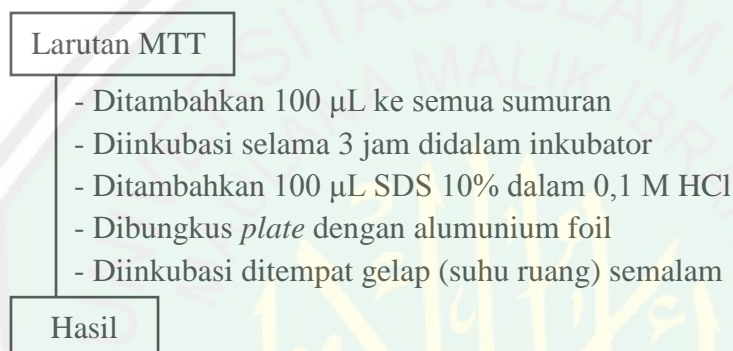 Larutan MTT
- Ditambahkan 100 µL ke semua sumuran
- Diinkubasi selama 3 jam didalam inkubator
- Ditambahkan 100 µL SDS 10% dalam 0,1 M HCl
- Dibungkus plate dengan alumunium foil
- Diinkubasi ditempat gelap (suhu ruang) semalam
Hasil